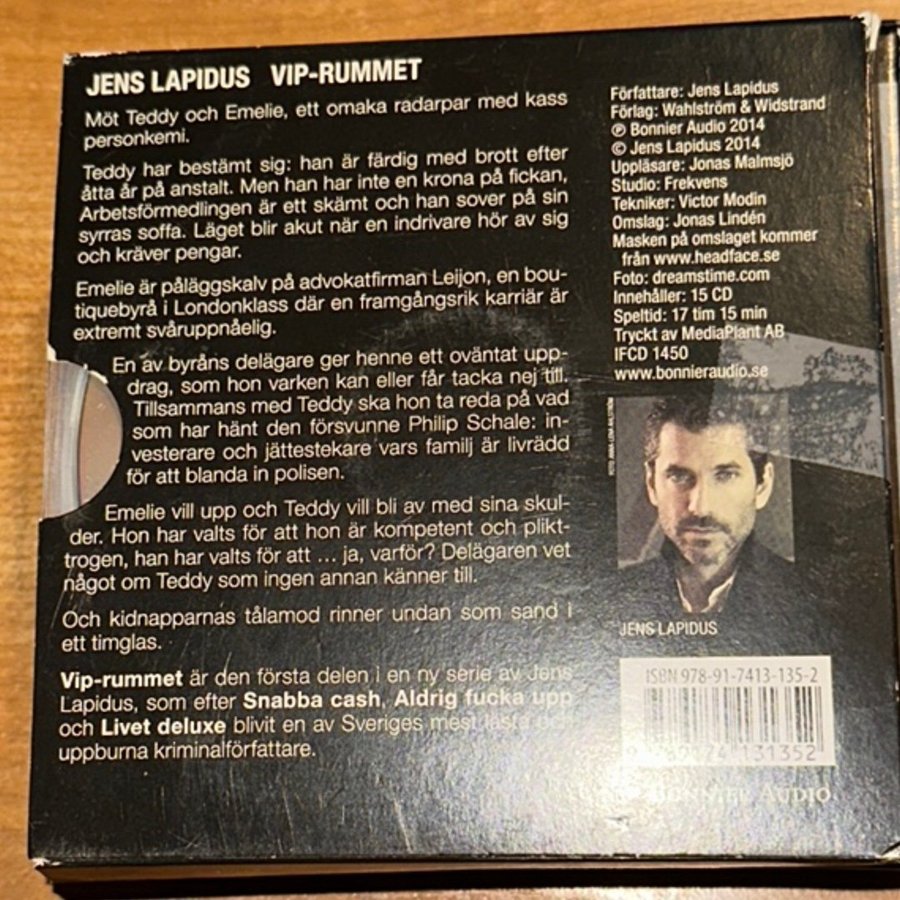 JENS LAPIDUS VIP-RUMMET
Möt Teddy och Emelie, ett omaka radarpar med kass
personkemi.
Teddy har bestämt sig: han är färdig med brott efter
åtta år på anstalt. Men han har inte en krona på fickan,
Arbetsförmedlingen är ett skämt och han sover på sin
syrras soffa. Läget blir akut när en indrivare hör av sig
och kräver pengar.
Emelie är påläggskalv på advokatfirman Leijon, en bou-
tiquebyrå i Londonklass där en framgångsrik karriär är
extremt svåruppnåelig.
En av byråns delägare ger henne ett oväntat upp-
drag, som hon varken kan eller får tacka nej till.
Tillsammans med Teddy ska hon ta reda på vad
som har hänt den försvunne Philip Schale: in-
vesterare och jättestekare vars familj är livrädd
för att blanda in polisen.
Emelie vill upp och Teddy vill bli av med sina skul-
der. Hon har valts för att hon är kompetent och plikt-
trogen, han har valts för att ... ja, varför? Delägaren vet
något om Teddy som ingen annan känner till.
Och kidnapparnas tålamod rinner undan som sand i
ett timglas.
Vip-rummet är den första delen i en ny serie av Jens
Lapidus, som efter Snabba cash, Aldrig fucka upp
och Livet deluxe blivit en av Sveriges mest lästa och
uppburna kriminalförfattare.
Författare: Jens Lapidus
Förlag: Wahlström & Widstrand
℗ Bonnier Audio 2014
© Jens Lapidus 2014
Uppläsare: Jonas Malmsjö
Studio: Frekvens
Tekniker: Victor Modin
Omslag: Jonas Lindén
Masken på omslaget kommer
från www.headface.se
Foto: dreamstime.com
Innehåller: 15 CD
Speltid: 17 tim 15 min
Tryckt av MediaPlant AB
IFCD 1450
www.bonnieraudio.se
JENS LAPIDUS
ISBN 978-91-7413-135-2
131352
BONNIER AUDIO